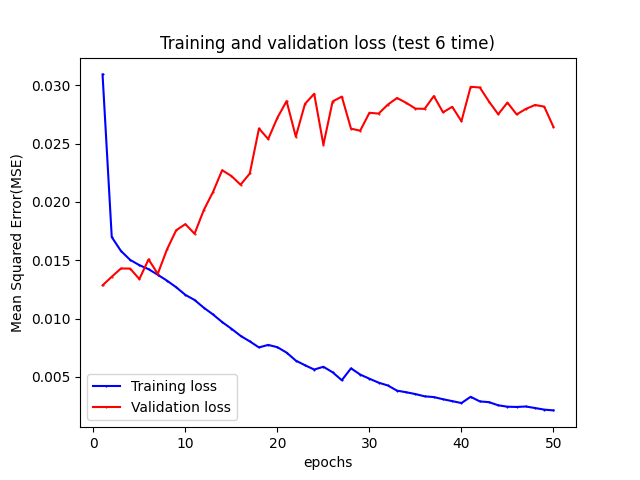 Training and validation loss (test 6 time)
0.030
0.025
0.020
0.015
0.010
0.005
Mean Squared Error(MSE)
Training loss
Validation loss
0 10 20 30 40 50
epochs